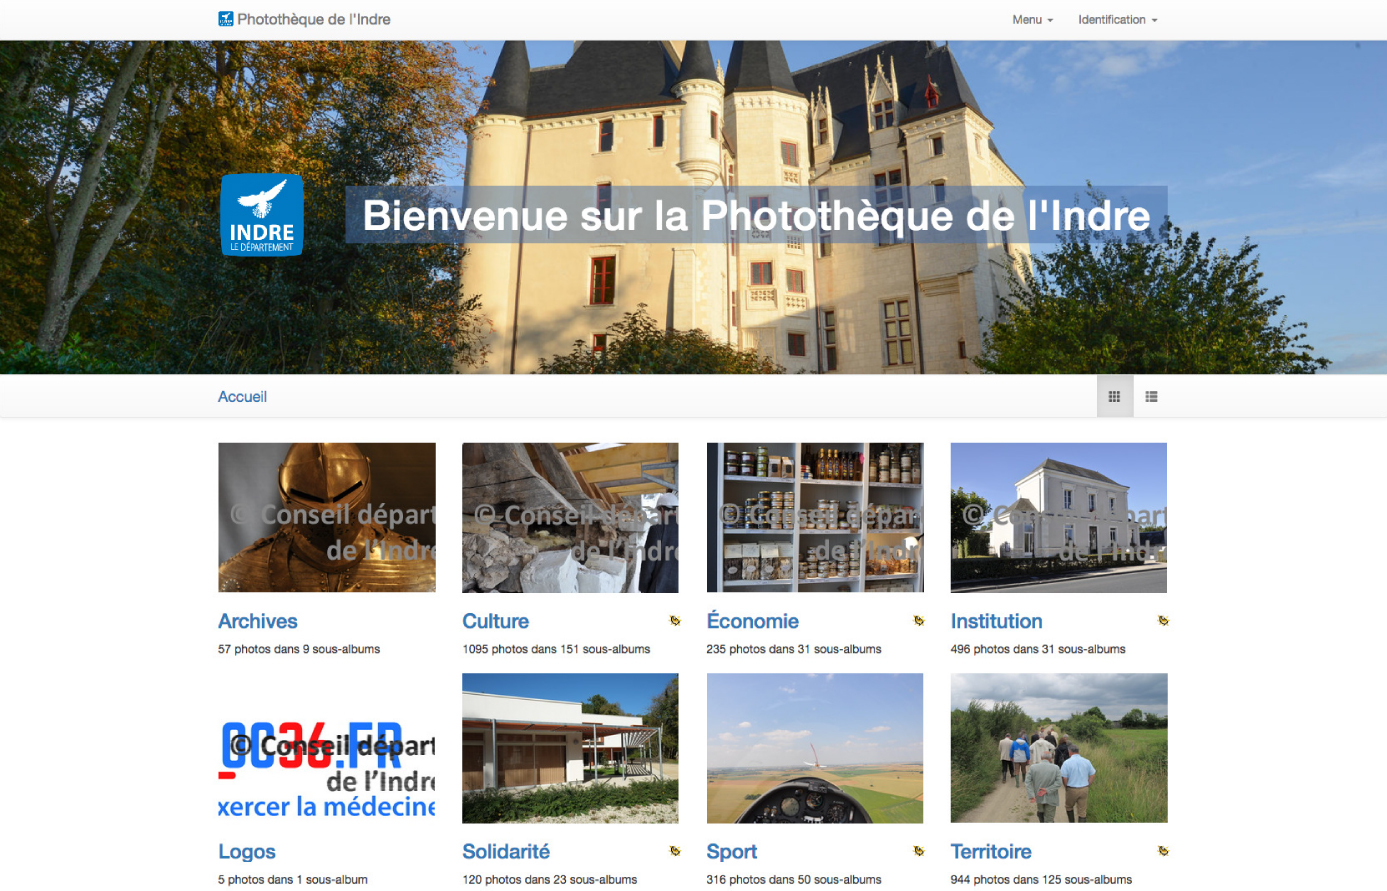 Photothèque de l'Indre
Menu
Identification
INDRE
LE DÉPARTEMENT
Bienvenue sur la Photothèque de l'Indre
Accueil
© Conseil départ
de l'Indre
© Conseil départ
de l'Indre
© Conseil départ
de l'Indre
© Conseil départ
de l'Indre
Archives
Culture
Économie
Institution
57 photos dans 9 sous-albums
1095 photos dans 151 sous-albums
235 photos dans 31 sous-albums
496 photos dans 31 sous-albums
OC36.FR
© Conseil départ
de l'Indre
xercer la médecine
Logos
Solidarité
Sport
Territoire
5 photos dans 1 sous-album
120 photos dans 23 sous-albums
316 photos dans 50 sous-albums
944 photos dans 125 sous-albums